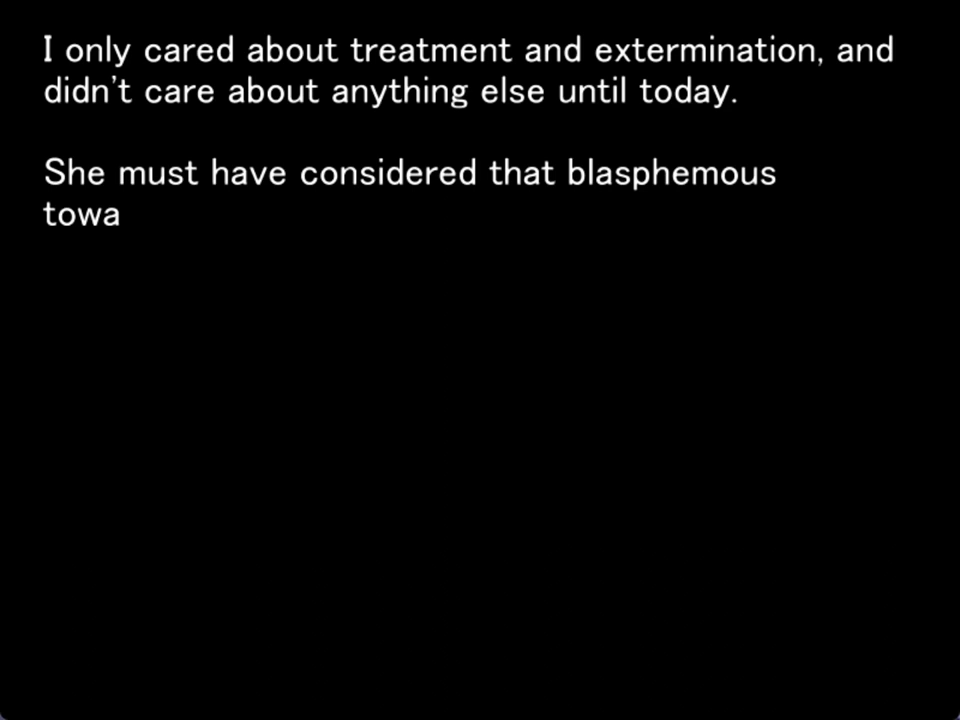 I only cared about treatment and extermination, and
didn't care about anything else until today.
She must have considered that blasphemous
towa